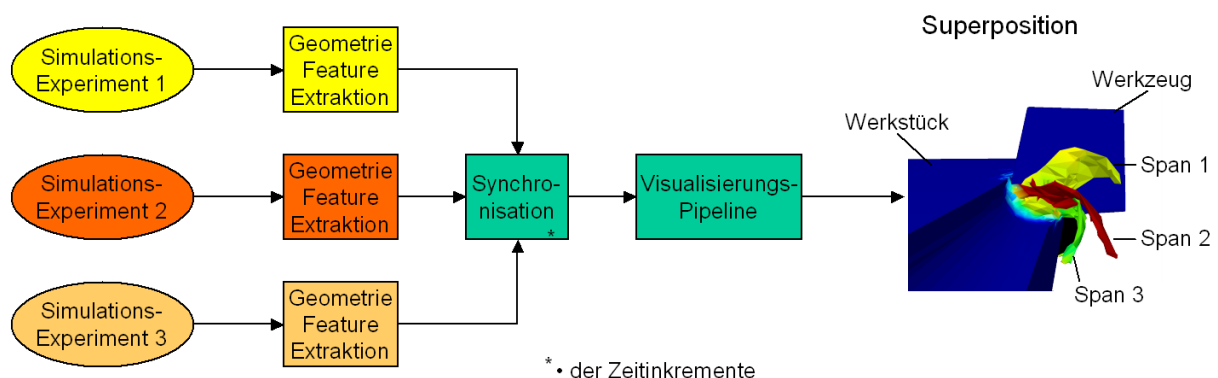 Superposition
Simulations-
Experiment 1
Geometrie
Feature
Extraktion
Werkzeug
Werkstück
Span 1
Simulations-
Experiment 2
Geometrie
Feature
Extraktion
Synchro-
nisation
*
Visualisierungs-
Pipeline
Span 2
Span 3
Simulations-
Experiment 3
Geometrie
Feature
Extraktion
* • der Zeitinkremente